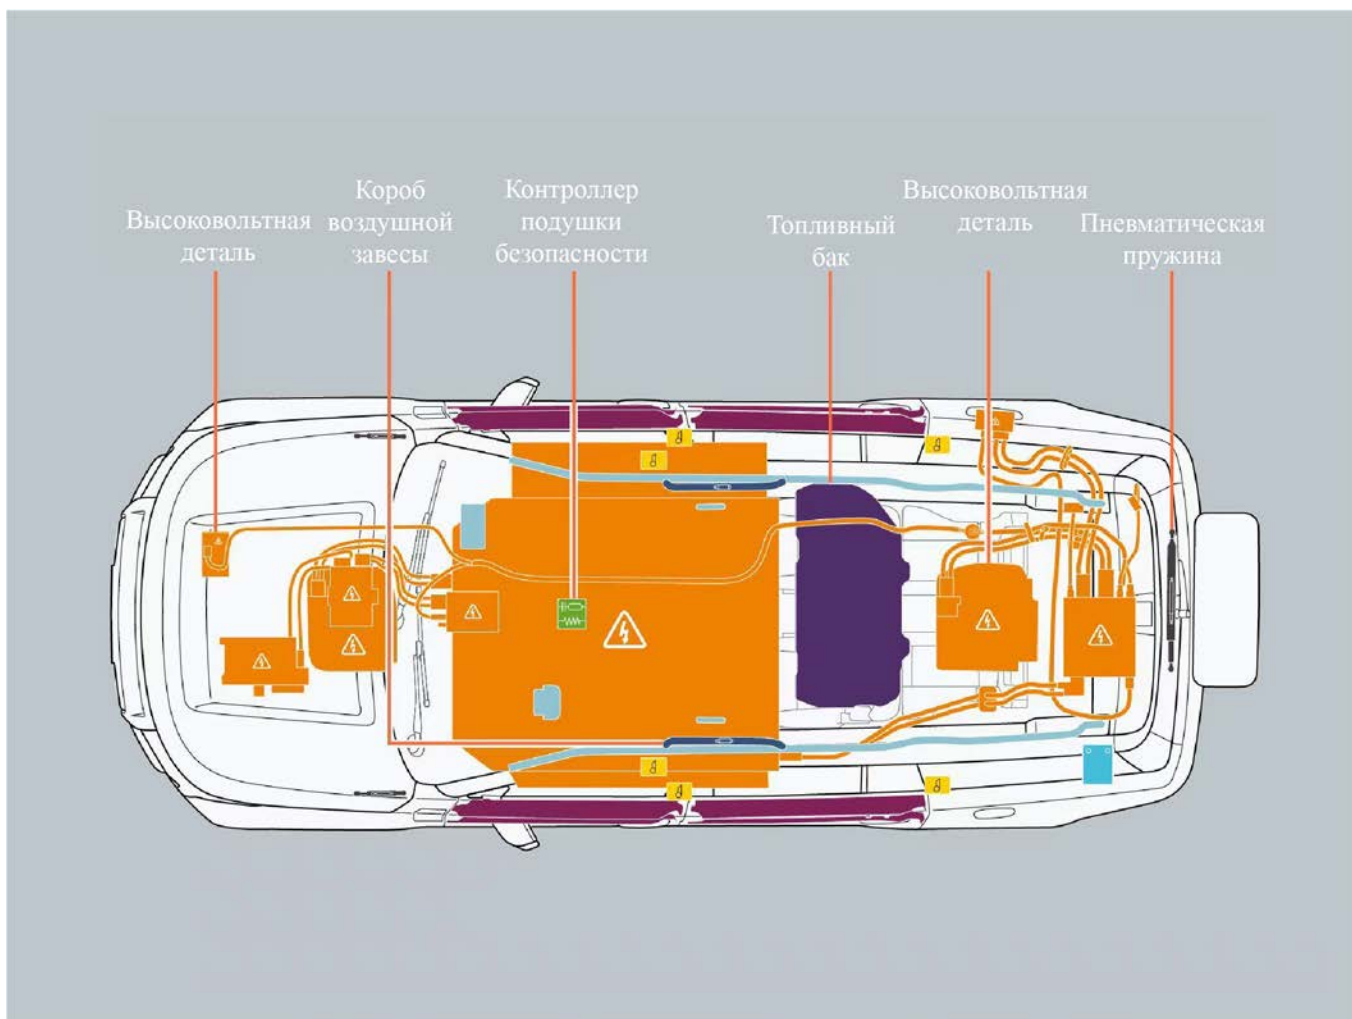 Высоковольтная
деталь
Короб
воздушной
завесы
Контроллер
подушки
безопасности
Топливный
бак
Высоковольтная
деталь
Пневматическая
пружина